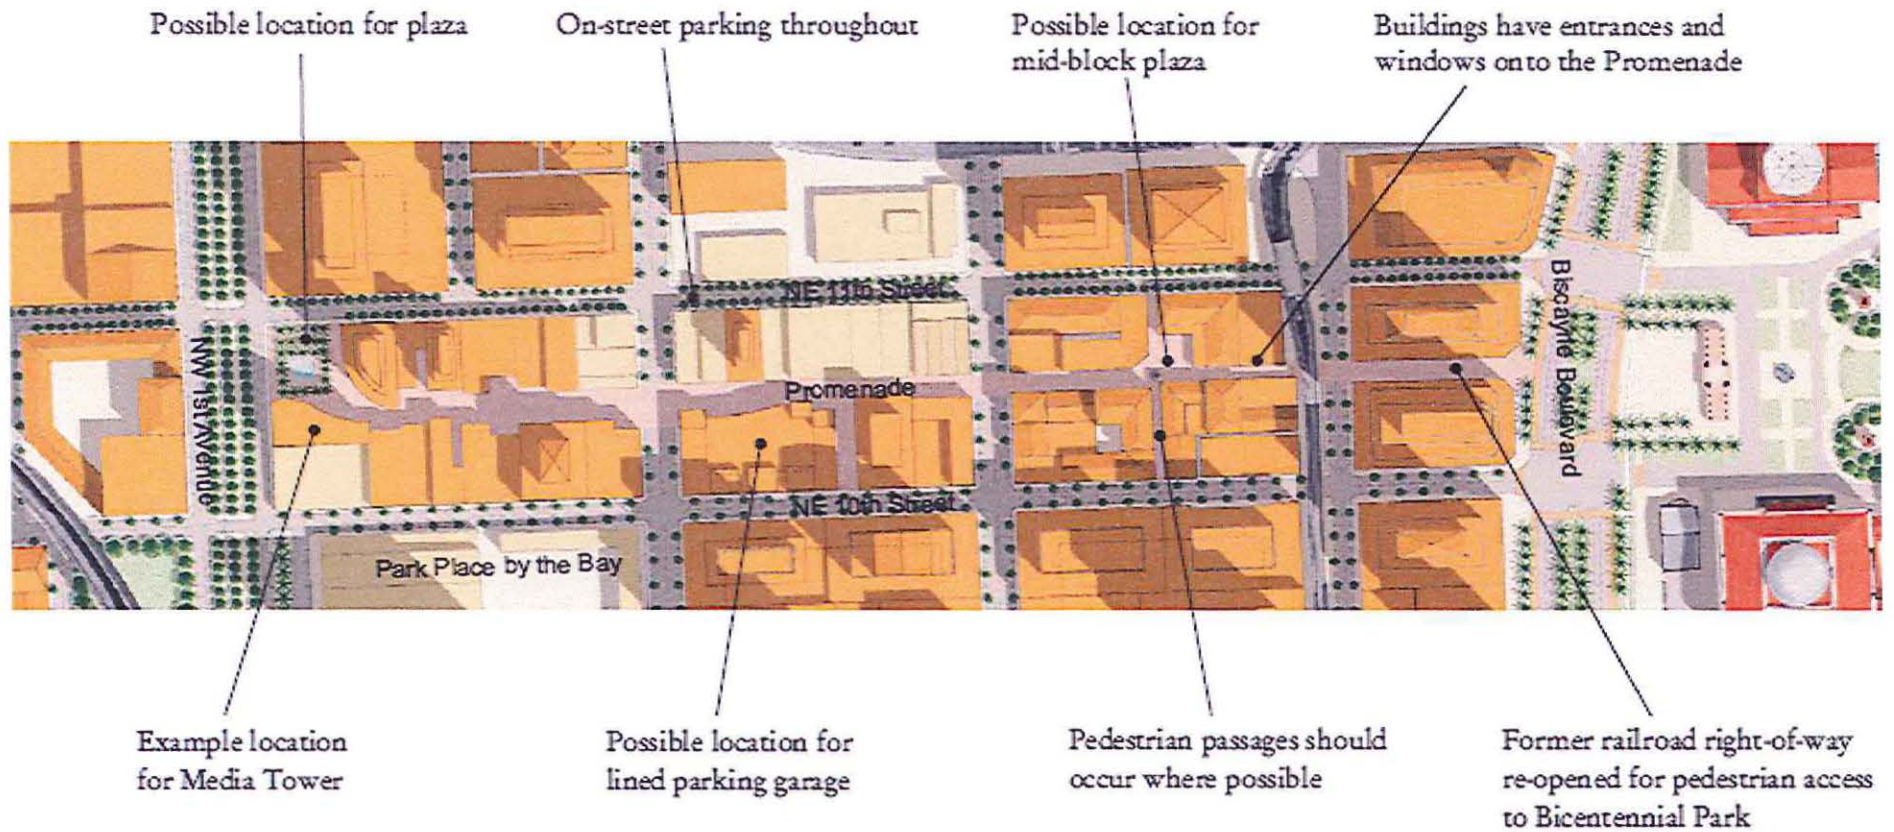 Possible location for plaza
On-street parking throughout
Possible location for
mid-block plaza
Buildings have entrances and
windows onto the Promenade
NE 11th Street
NW 1st Avenue
Promenade
Biscayne Boulevard
NE 10th Street
Park Place by the Bay
Example location
for Media Tower
Possible location for
lined parking garage
Pedestrian passages should
occur where possible
Former railroad right-of-way
re-opened for pedestrian access
to Bicentennial Park